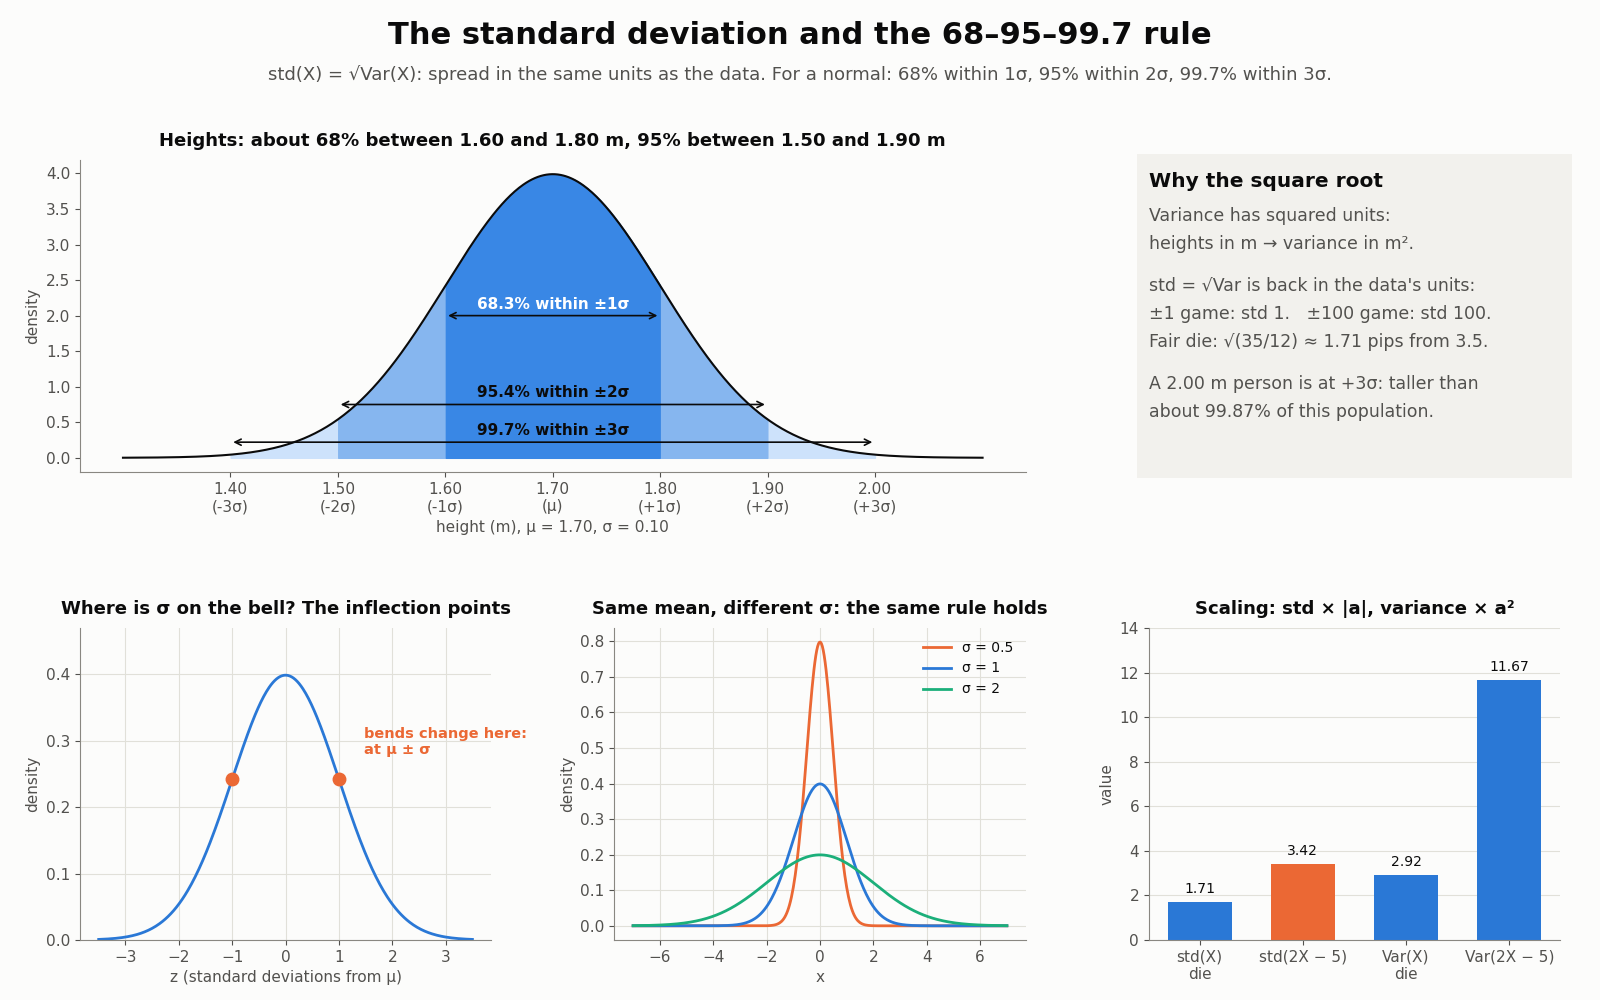 The standard deviation and the 68–95–99.7 rule
std(X) = √Var(X): spread in the same units as the data. For a normal: 68% within 1σ, 95% within 2σ, 99.7% within 3σ.
Heights: about 68% between 1.60 and 1.80 m, 95% between 1.50 and 1.90 m
4.0
3.5
3.0
2.5
2.0
1.5
1.0
0.5
0.0
density
68.3% within ±1σ
95.4% within ±2σ
99.7% within ±3σ
1.40 1.50 1.60 1.70 1.80 1.90 2.00
(-3σ) (-2σ) (-1σ) (μ) (+1σ) (+2σ) (+3σ)
height (m), μ = 1.70, σ = 0.10
Why the square root
Variance has squared units:
heights in m → variance in m².
std = √Var is back in the data's units:
±1 game: std 1. ±100 game: std 100.
Fair die: √(35/12) ≈ 1.71 pips from 3.5.
A 2.00 m person is at +3σ: taller than
about 99.87% of this population.
Where is σ on the bell? The inflection points
0.4
0.3
0.2
0.1
0.0
density
bends change here:
at μ ± σ
−3 −2 −1 0 1 2 3
z (standard deviations from μ)
Same mean, different σ: the same rule holds
0.8
0.7
0.6
0.5
0.4
0.3
0.2
0.1
0.0
density
σ = 0.5
σ = 1
σ = 2
−6 −4 −2 0 2 4 6
x
Scaling: std × |a|, variance × a²
14
12
10
8
6
4
2
0
value
1.71
3.42
2.92
11.67
std(X) std(2X − 5) Var(X) Var(2X − 5)
die die